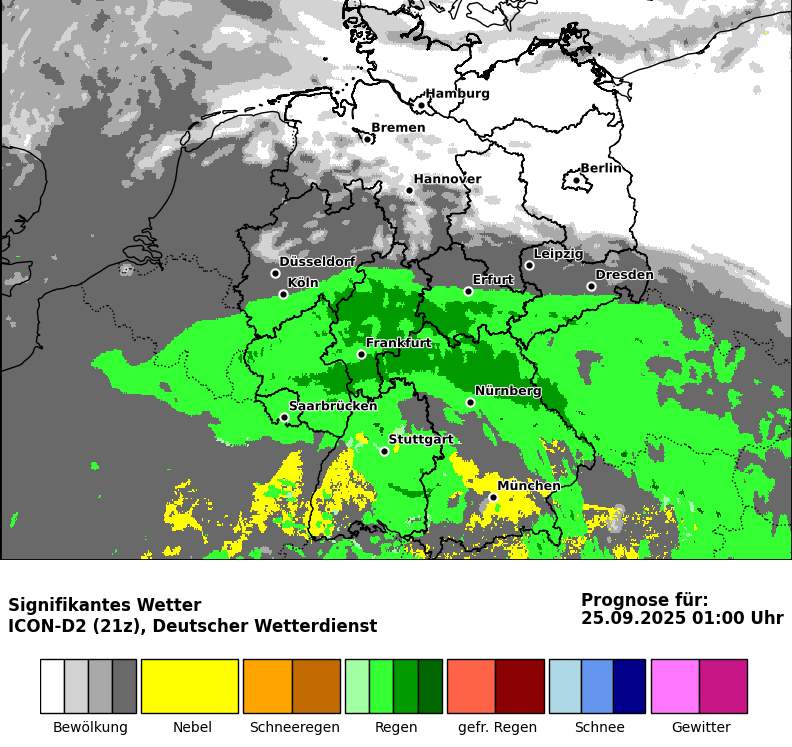 Hamburg
Bremen
Berlin
Hannover
Leipzig
Düsseldorf
Dresden
Köln
Erfurt
Frankfurt
Nürnberg
Saarbrücken
Stuttgart
München
Signifikantes Wetter
ICON-D2 (21z), Deutscher Wetterdienst
Prognose für:
25.09.2025 01:00 Uhr
Bewölkung Nebel Schneeregen Regen gefr. Regen Schnee Gewitter